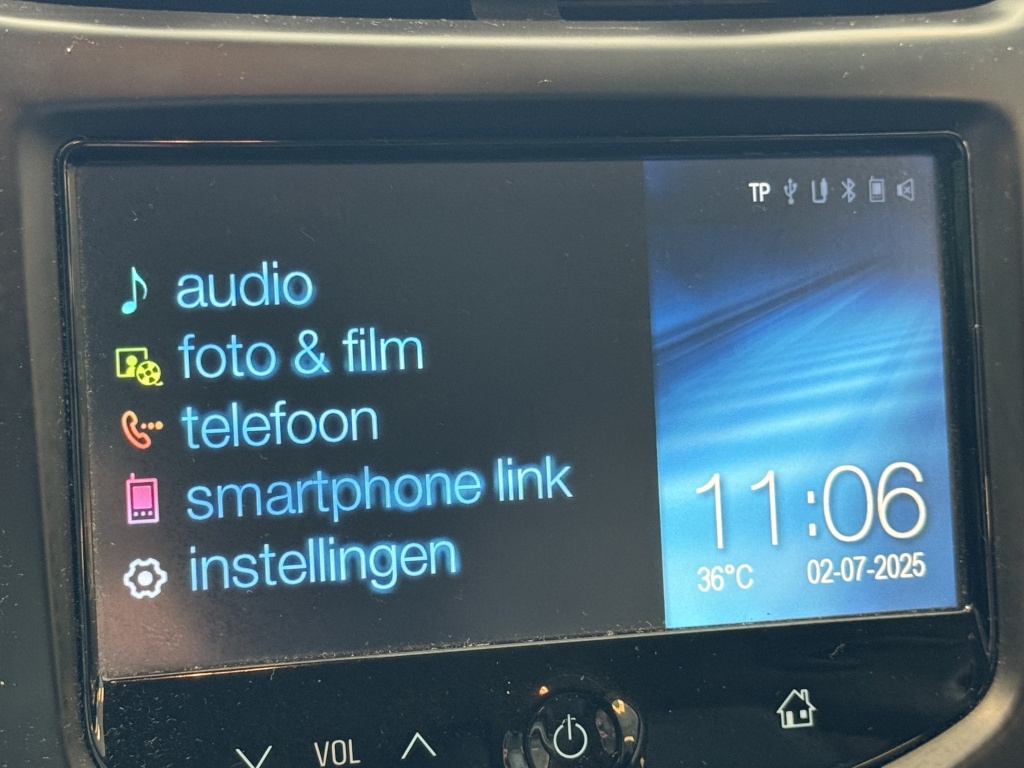 TP
audio
foto & film
telefoon
smartphone link
instellingen
11:06
36°C 02-07-2025
VOL